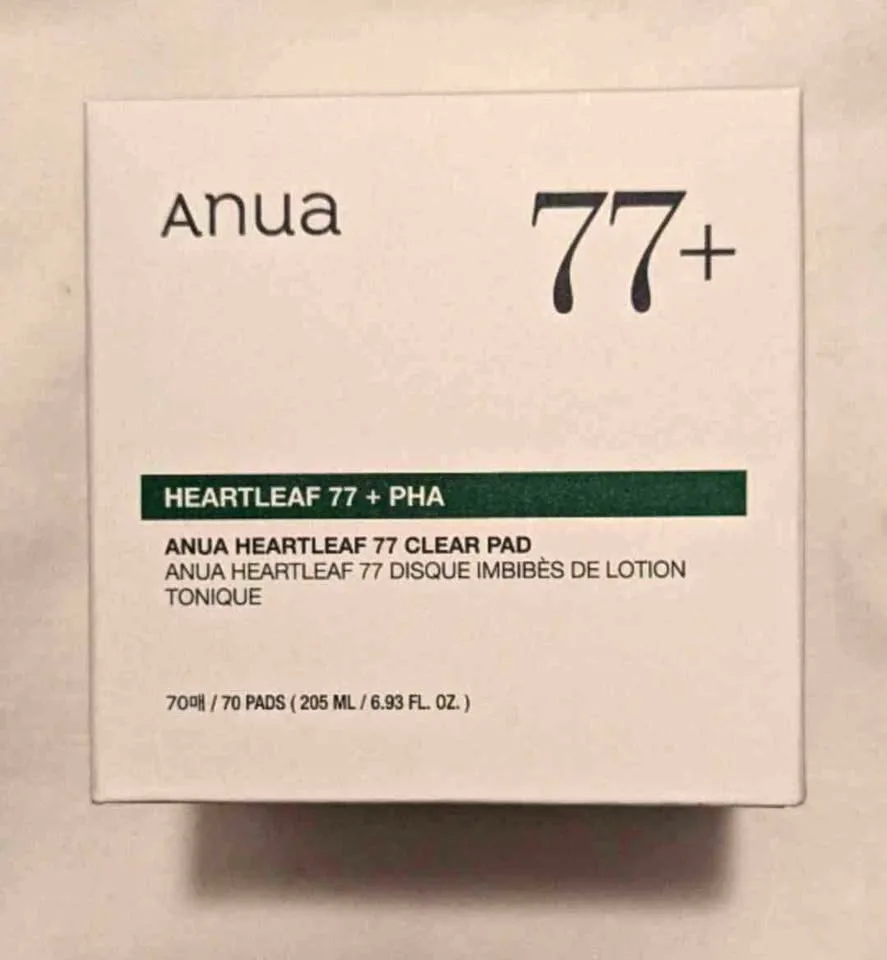 Anua
77+
HEARTLEAF 77 + PHA
ANUA HEARTLEAF 77 CLEAR PAD
ANUA HEARTLEAF 77 DISQUE IMBIBÈS DE LOTION
TONIQUE
70매 / 70 PADS ( 205 ML / 6.93 FL. OZ. )